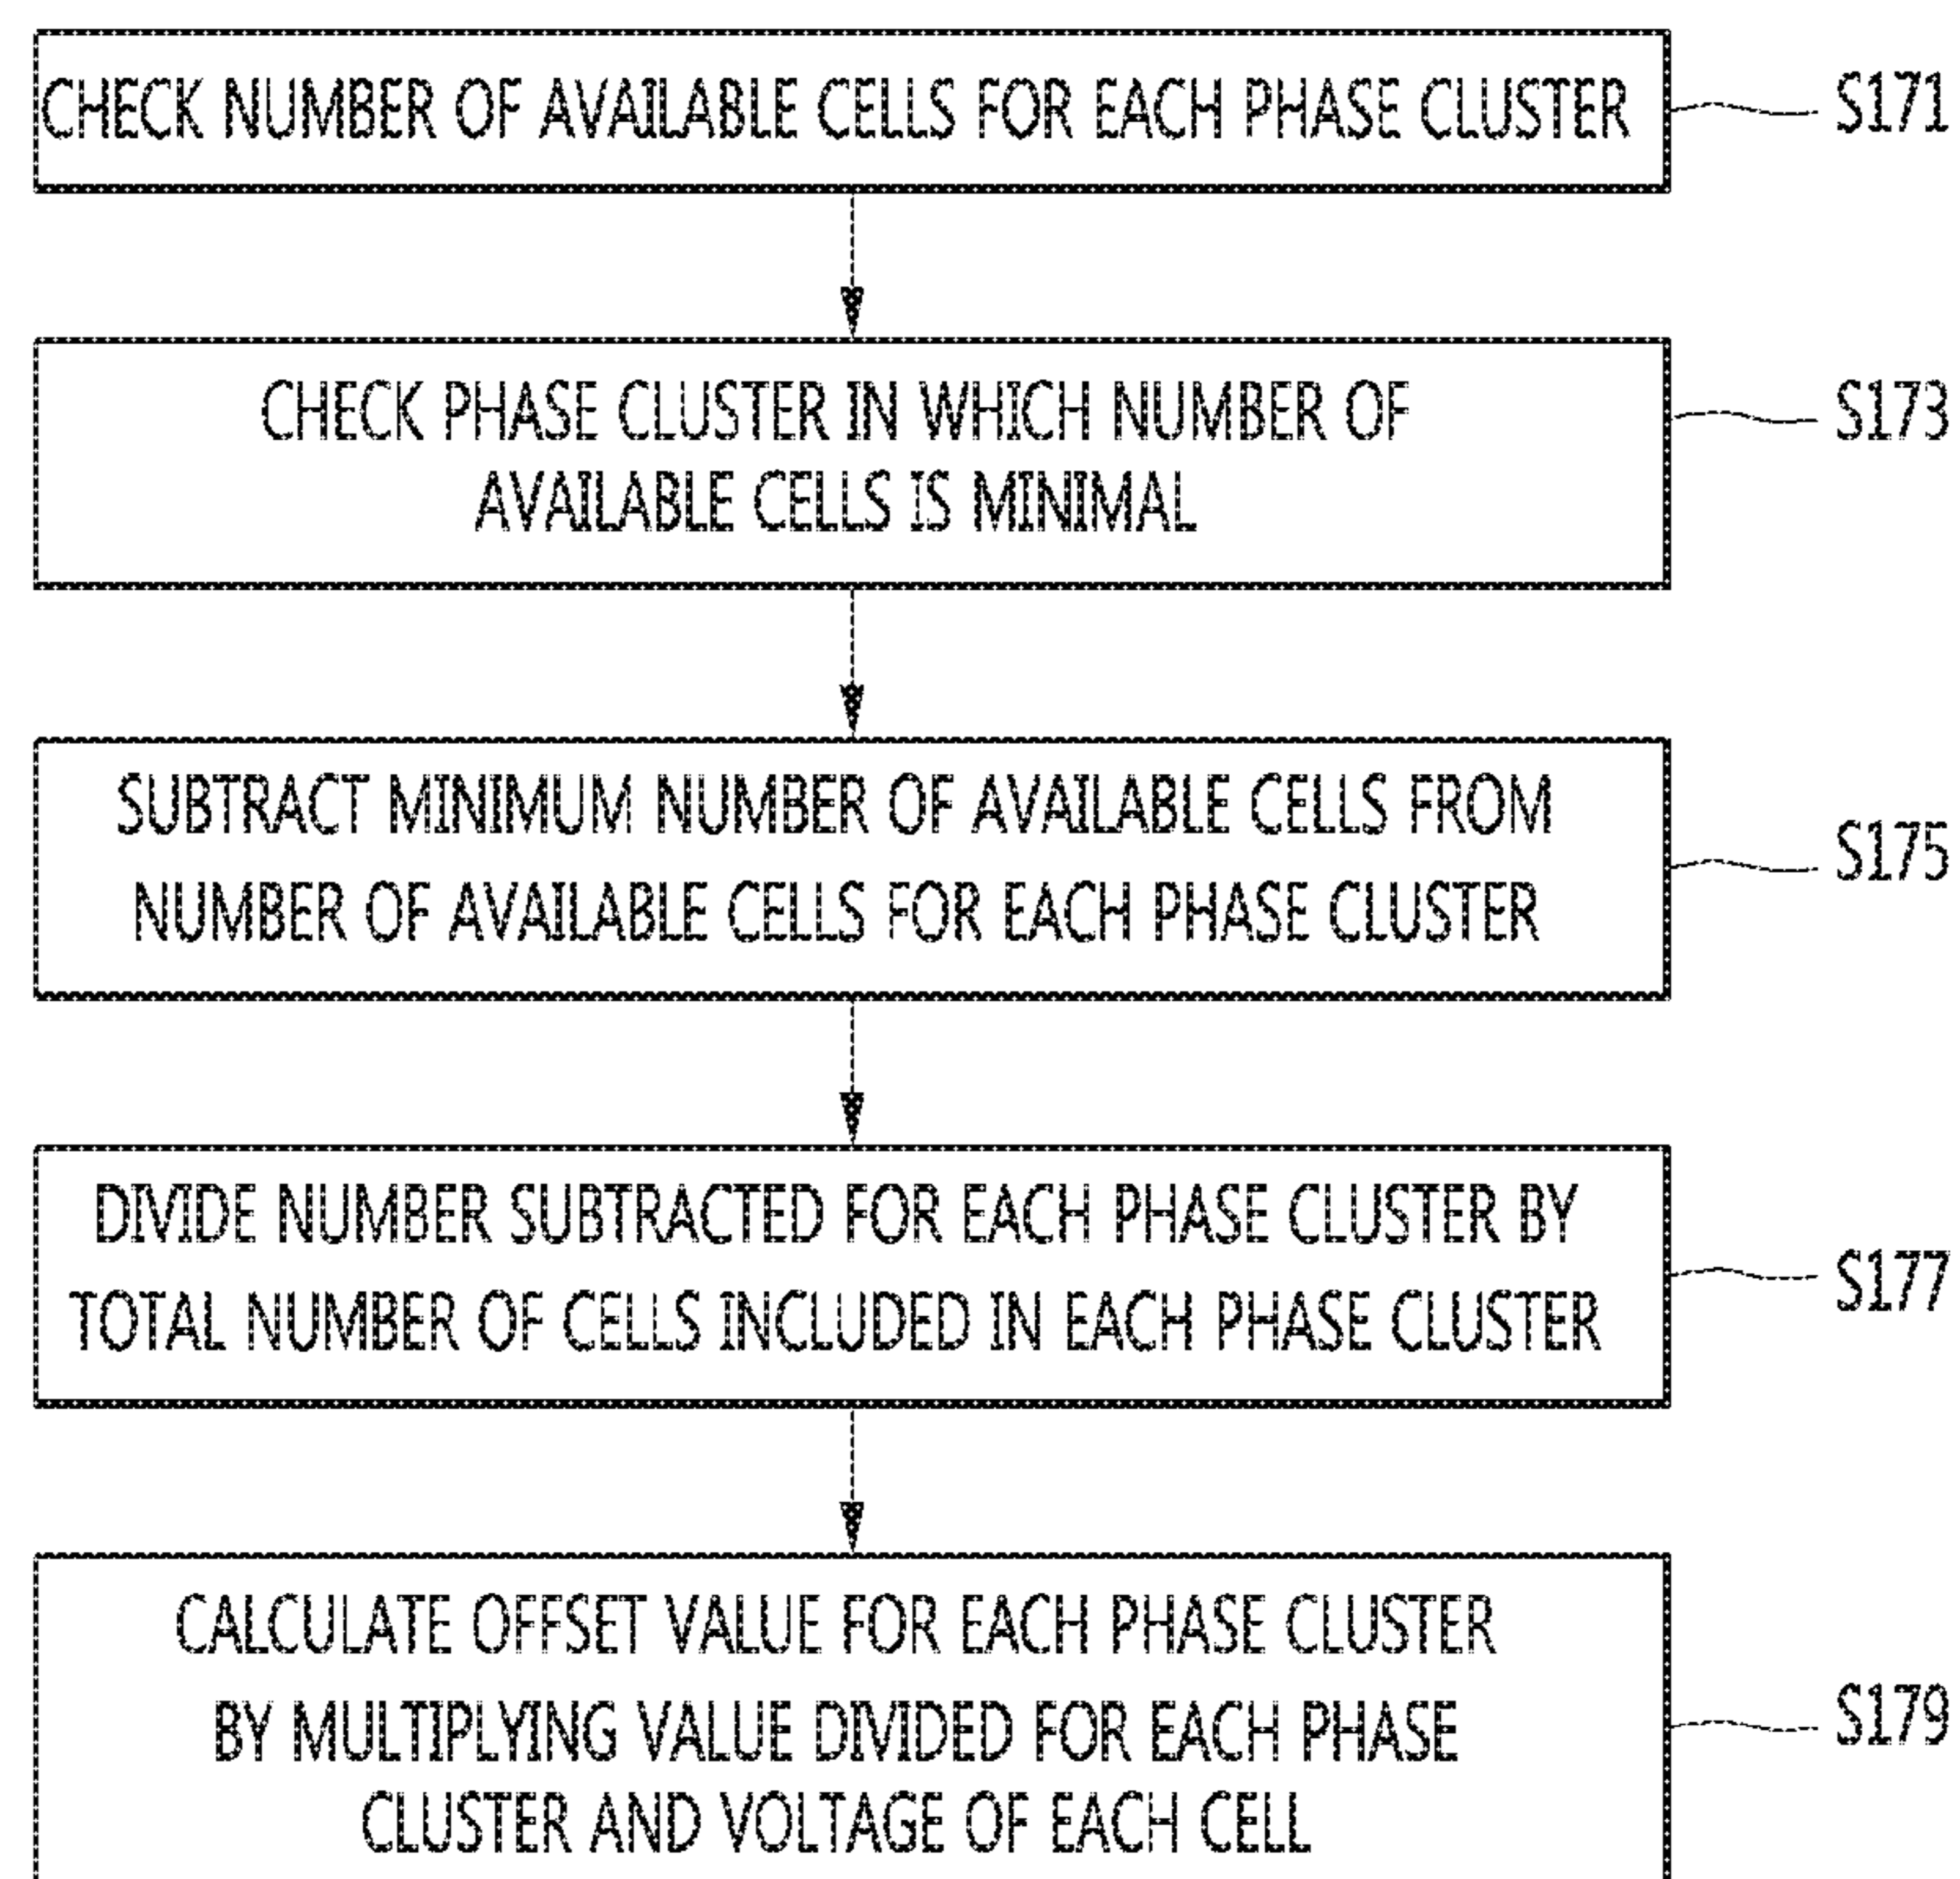 CHECK NUMBER OF AVAILABLE CELLS FOR EACH PHASE CLUSTER
S171
CHECK PHASE CLUSTER IN WHICH NUMBER OF
AVAILABLE CELLS IS MINIMAL
S173
SUBTRACT MINIMUM NUMBER OF AVAILABLE CELLS FROM
NUMBER OF AVAILABLE CELLS FOR EACH PHASE CLUSTER
S175
DIVIDE NUMBER SUBTRACTED FOR EACH PHASE CLUSTER BY
TOTAL NUMBER OF CELLS INCLUDED IN EACH PHASE CLUSTER
S177
CALCULATE OFFSET VALUE FOR EACH PHASE CLUSTER
BY MULTIPLYING VALUE DIVIDED FOR EACH PHASE
CLUSTER AND VOLTAGE OF EACH CELL
S179